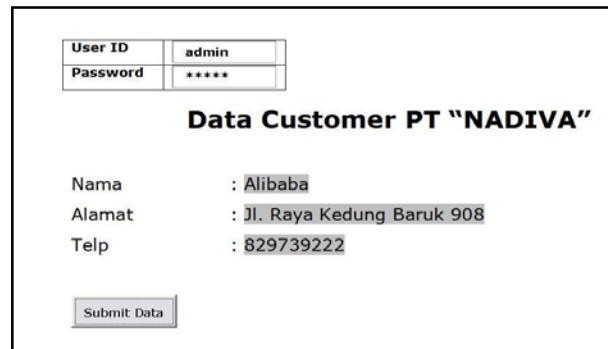 User ID admin
Password *****
Data Customer PT “NADIVA”
Nama : Alibaba
Alamat : Jl. Raya Kedung Baruk 908
Telp : 829739222
Submit Data